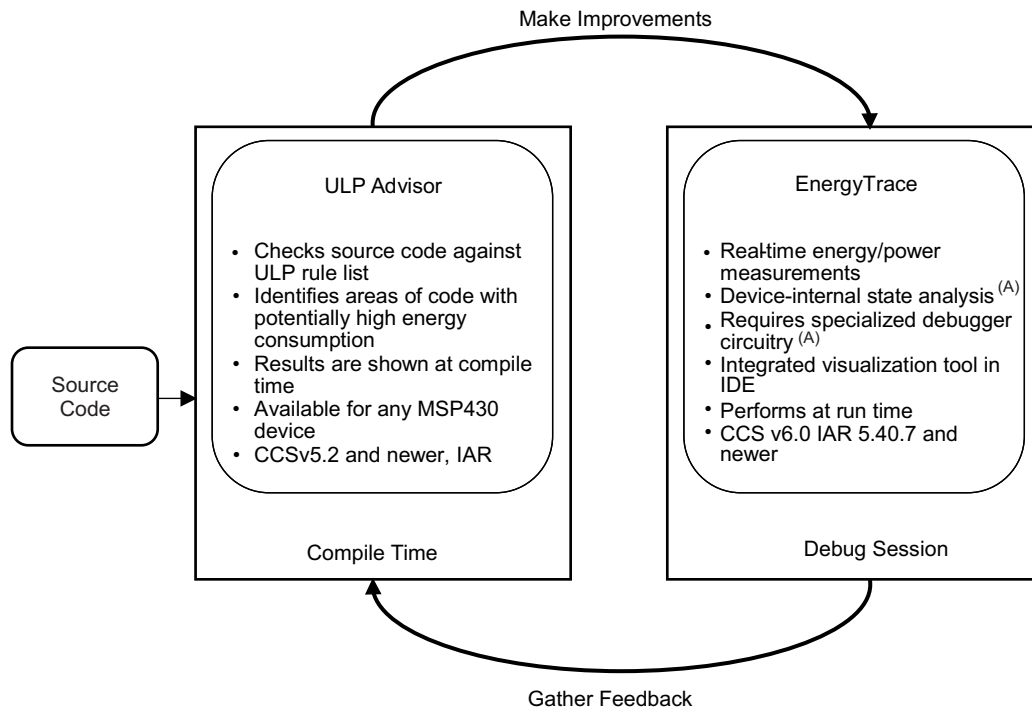 Make Improvements
ULP Advisor
• Checks source code against
ULP rule list
• Identifies areas of code with
potentially high energy
consumption
• Results are shown at compile
time
• Available for any MSP430
device
• CCSv5.2 and newer, IAR
Compile Time
EnergyTrace
• Real-time energy/power
measurements
• Device-internal state analysis (A)
• Requires specialized debugger
circuitry (A)
• Integrated visualization tool in
IDE
• Performs at run time
• CCS v6.0 IAR 5.40.7 and
newer
Debug Session
Source
Code
Gather Feedback